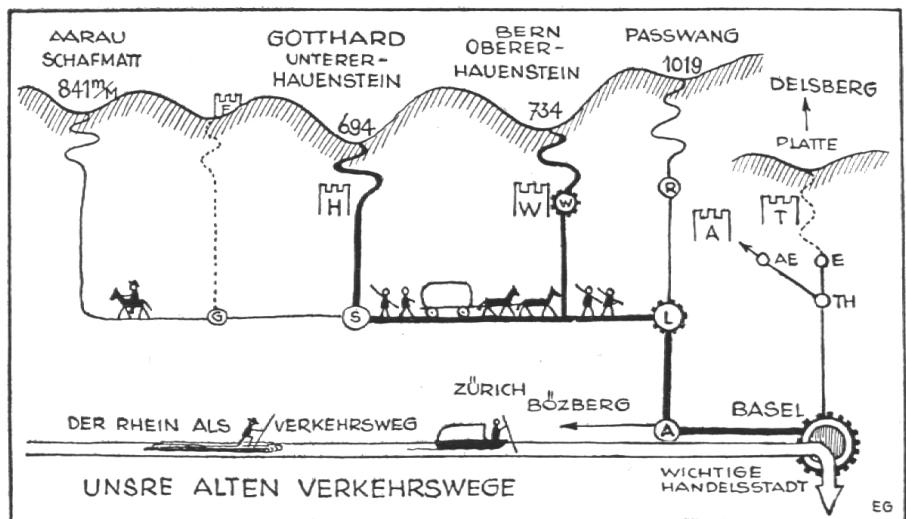 AARAU
SCHAFMATT
841 m/M
F
GOTTHARD
UNTERER-
HAUENSTEIN
694
BERN
OBERER-
HAUENSTEIN
734
PASSWANG
1019
DELSBERG
PLATTE
H
W
W
R
A
T
AE
E
TH
G
S
L
DER RHEIN ALS VERKEHRSWEG
ZÜRICH
BÖZBERG
A
BASEL
WICHTIGE
HANDELSSTADT
UNSRE ALTEN VERKEHRSWEGE
EG